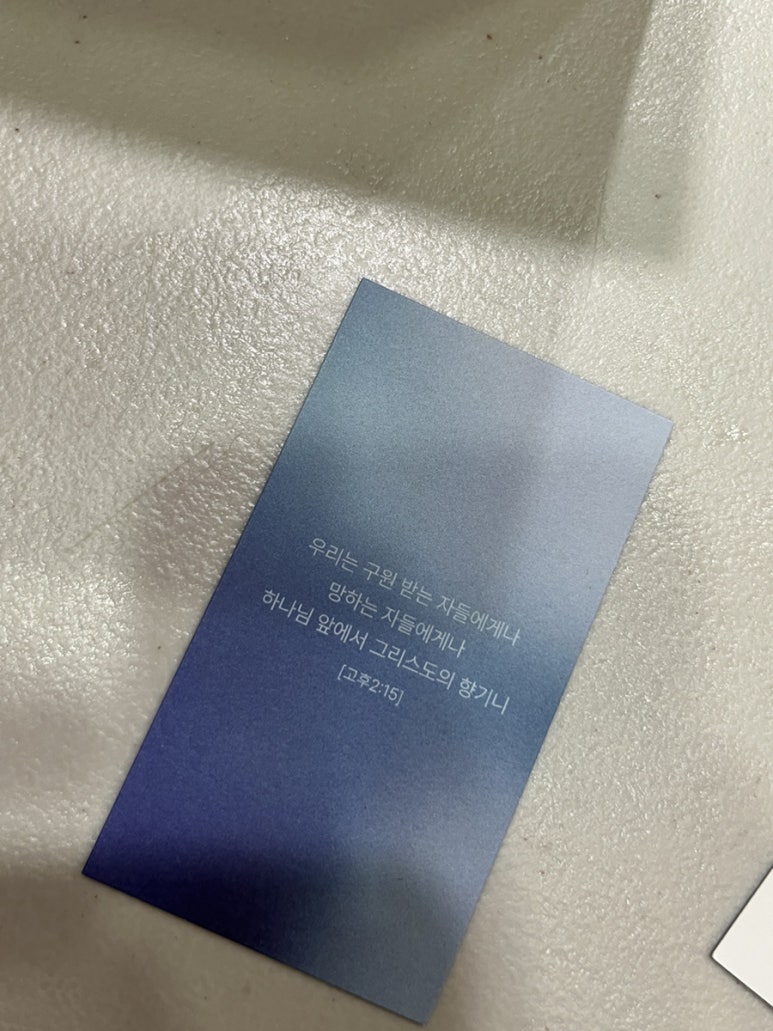 우리는 구원 받는 자들에게나
망하는 자들에게나
하나님 앞에서 그리스도의 향기니
[고후2:15]